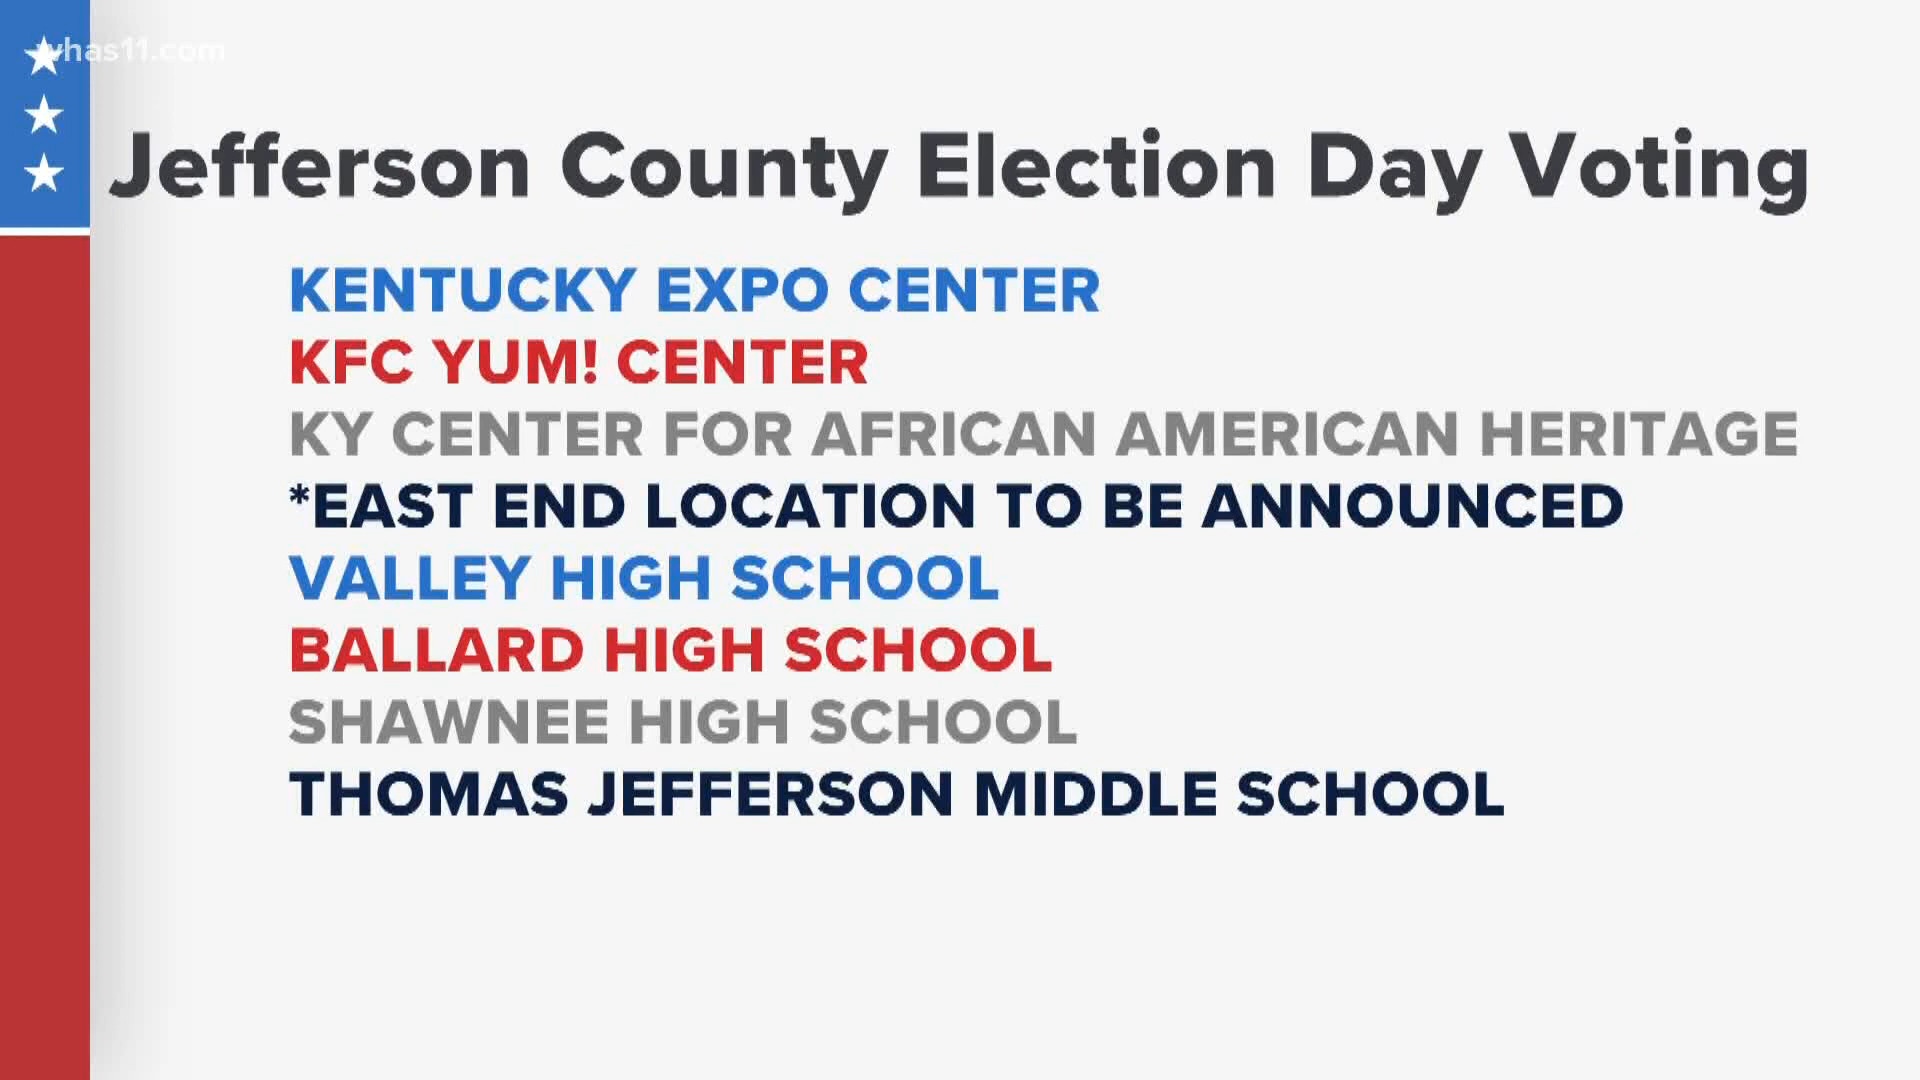 whas11.com
Jefferson County Election Day Voting
KENTUCKY EXPO CENTER
KFC YUM! CENTER
KY CENTER FOR AFRICAN AMERICAN HERITAGE
*EAST END LOCATION TO BE ANNOUNCED
VALLEY HIGH SCHOOL
BALLARD HIGH SCHOOL
SHAWNEE HIGH SCHOOL
THOMAS JEFFERSON MIDDLE SCHOOL